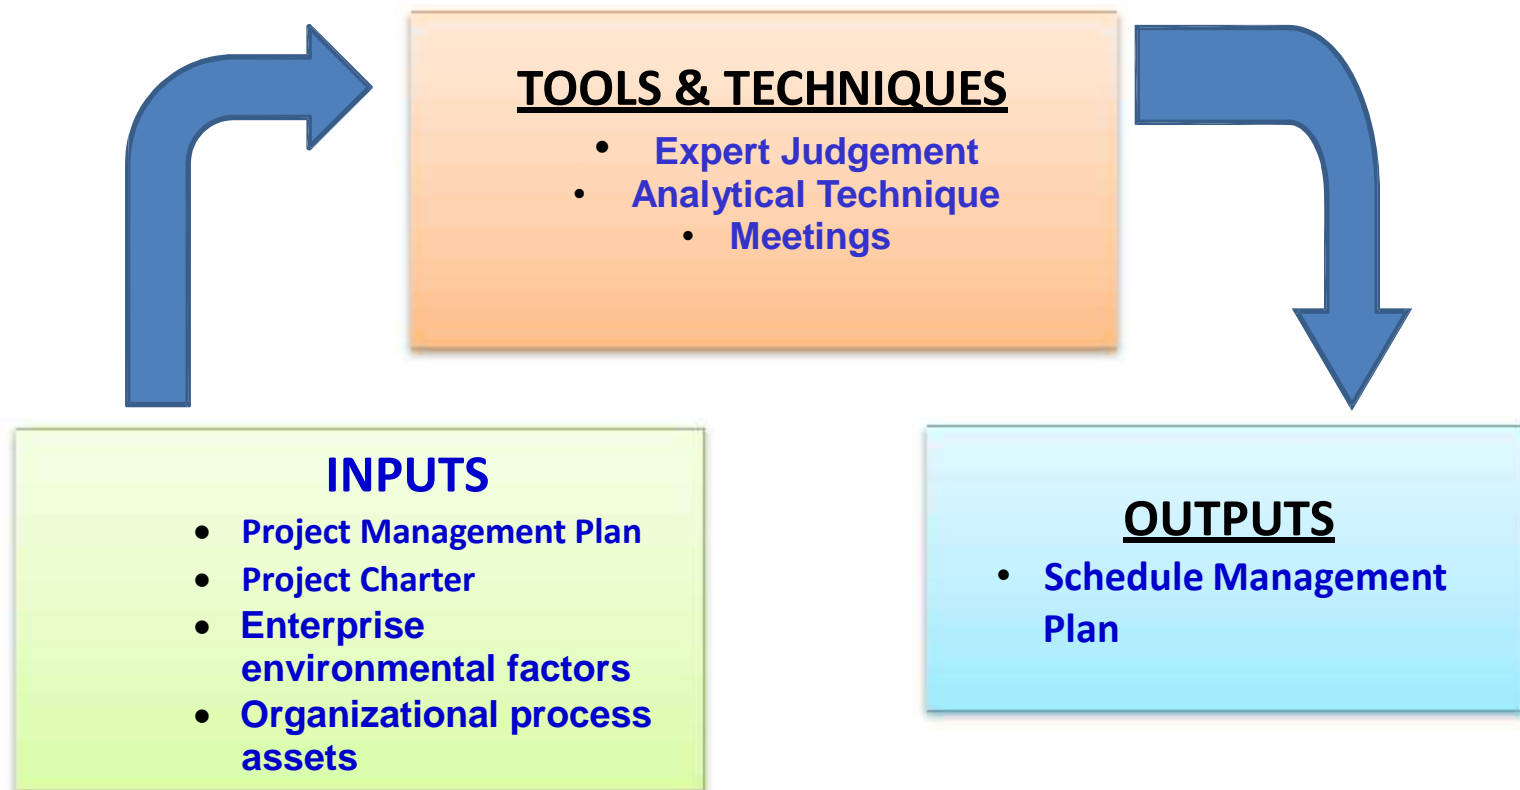 TOOLS & TECHNIQUES
• Expert Judgement
• Analytical Technique
• Meetings
INPUTS
• Project Management Plan
• Project Charter
• Enterprise
environmental factors
• Organizational process
assets
OUTPUTS
• Schedule Management
Plan